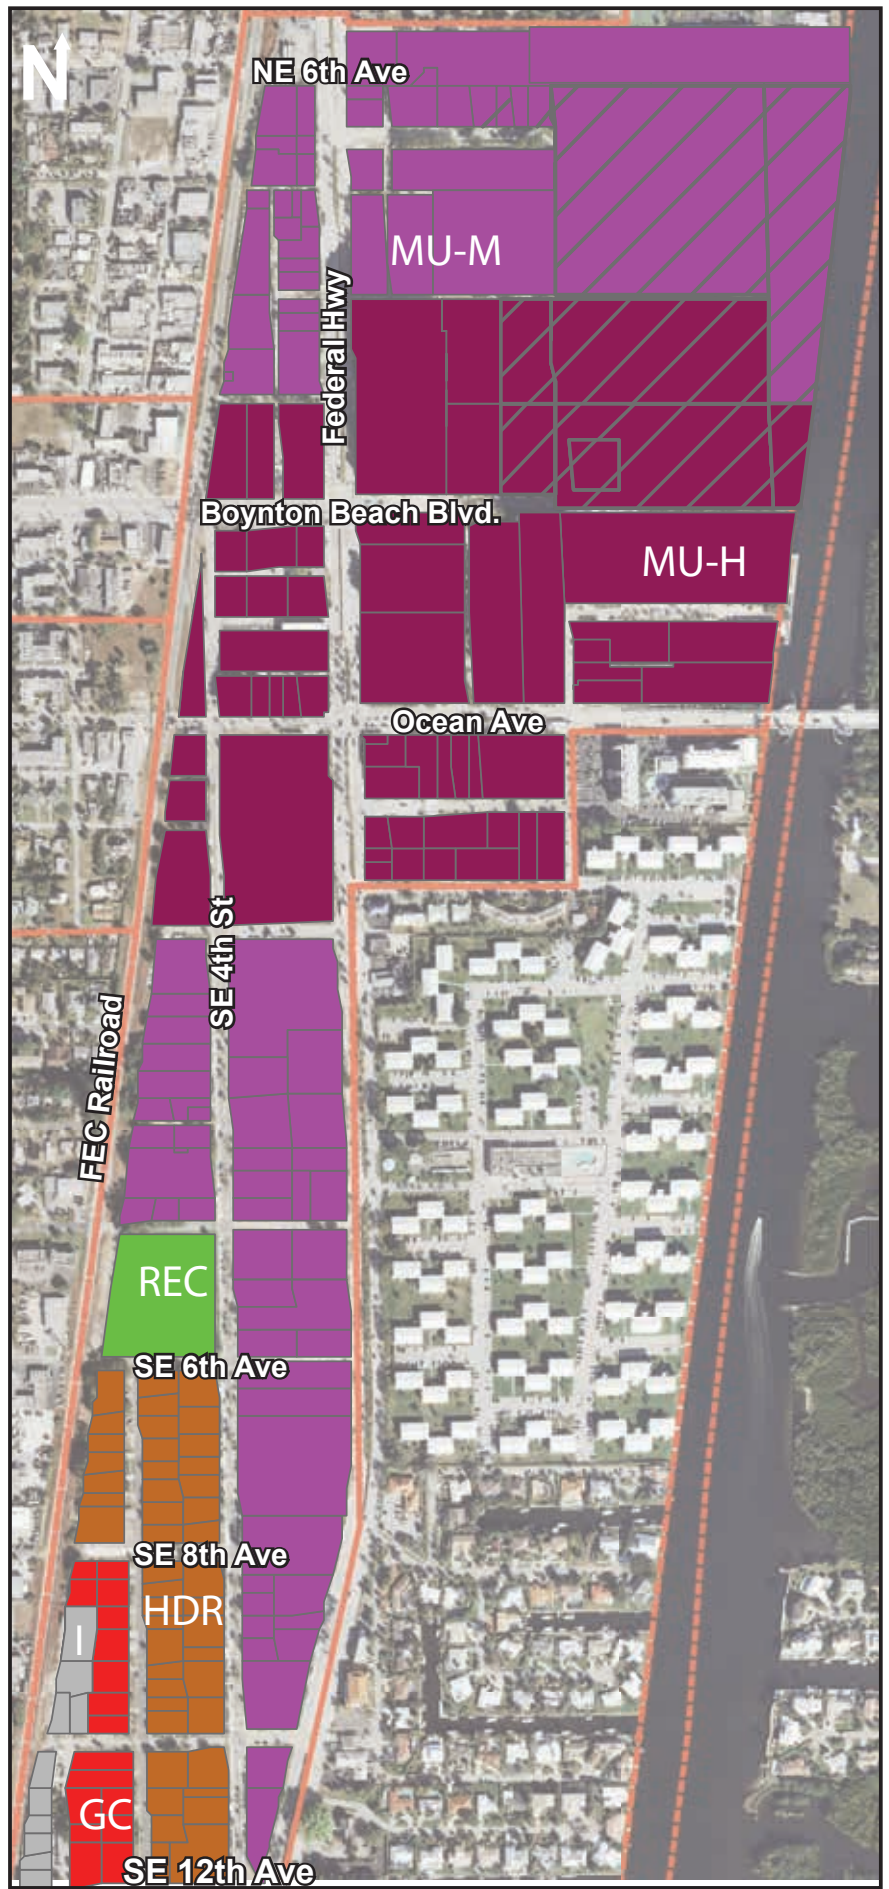 N
NE 6th Ave
MU-M
Federal Hwy
Boynton Beach Blvd.
MU-H
Ocean Ave
SE 4th St
FEC Railroad
REC
SE 6th Ave
SE 8th Ave
HDR
I
GC
SE 12th Ave